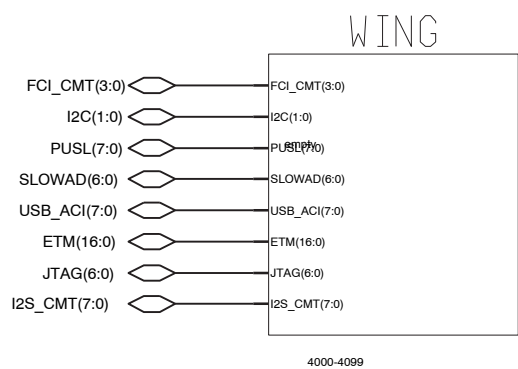 WING
FCI_CMT(3:0) FCI_CMT(3:0)
I2C(1:0) I2C(1:0)
empty
PUSL(7:0) PUSL(7:0)
SLOWAD(6:0) SLOWAD(6:0)
USB_ACI(7:0) USB_ACI(7:0)
ETM(16:0) ETM(16:0)
JTAG(6:0) JTAG(6:0)
I2S_CMT(7:0) I2S_CMT(7:0)
4000-4099